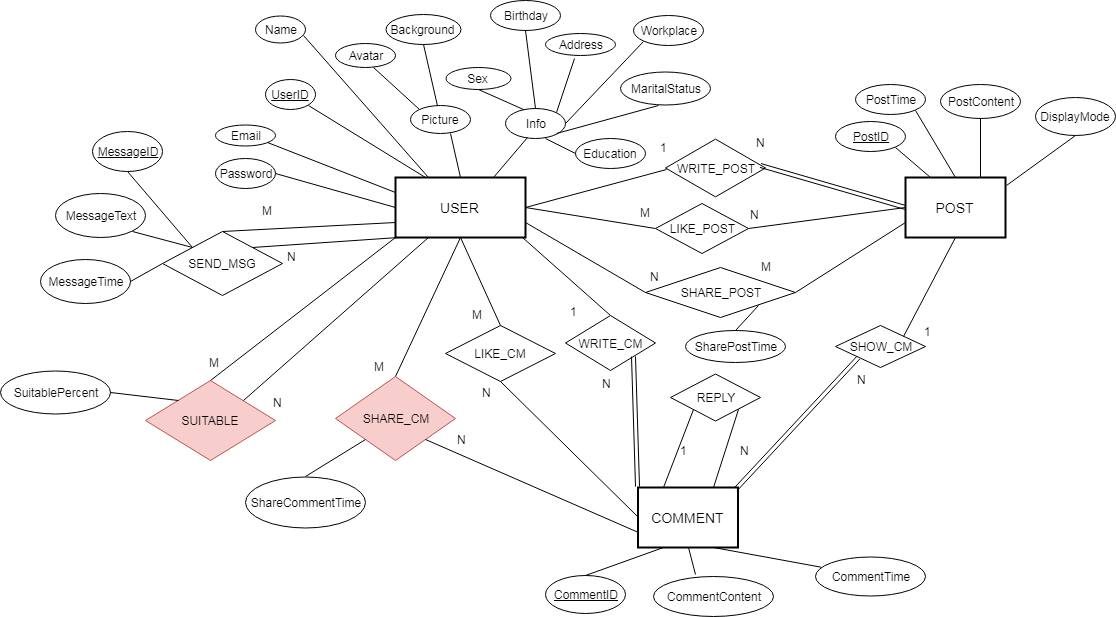 Birthday
Name
Background
Workplace
Address
Avatar
Sex
MaritalStatus
UserID
PostTime
PostContent
DisplayMode
Picture
Info
Email
PostID
MessageID
Education
1
N
Password
WRITE_POST
MessageText
M
USER
M
N
POST
LIKE_POST
N
SEND_MSG
M
MessageTime
N
SHARE_POST
M
1
1
SharePostTime
SHOW_CM
WRITE_CM
LIKE_CM
M
M
N
N
SuitablePercent
N
REPLY
N
SUITABLE
SHARE_CM
N
1
N
ShareCommentTime
COMMENT
CommentTime
CommentID
CommentContent